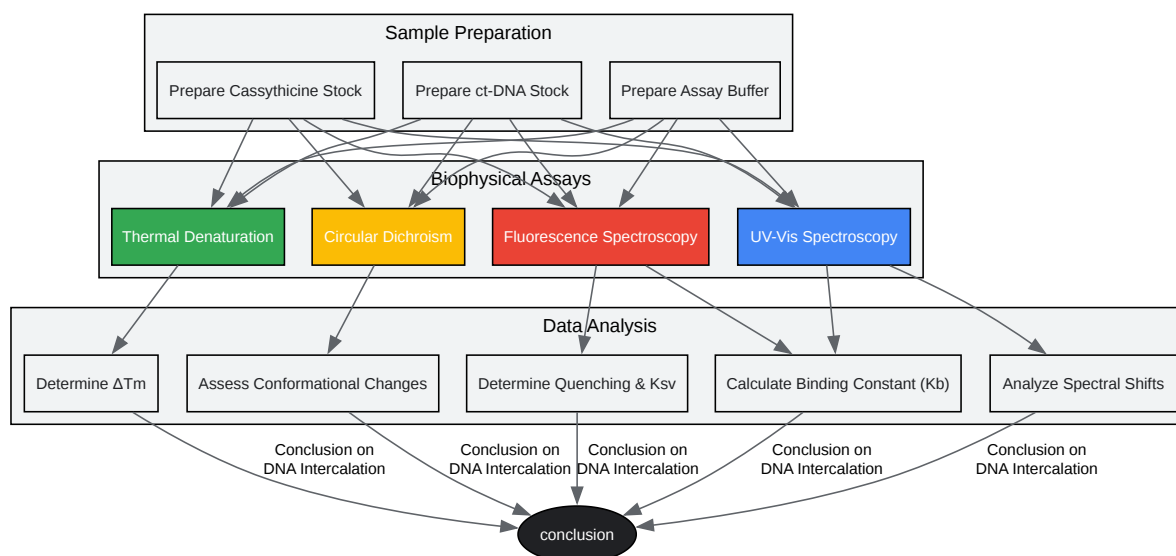 Sample Preparation
Prepare Cassythicine Stock
Prepare ct-DNA Stock
Prepare Assay Buffer
Biophysical Assays
Thermal Denaturation
Circular Dichroism
Fluorescence Spectroscopy
UV-Vis Spectroscopy
Data Analysis
Determine ΔTm
Assess Conformational Changes
Determine Quenching & Ksv
Calculate Binding Constant (Kb)
Analyze Spectral Shifts
Conclusion on
DNA Intercalation
Conclusion on
DNA Intercalation
Conclusion on
DNA Intercalation
Conclusion on
DNA Intercalation
Conclusion on
DNA Intercalation
conclusion